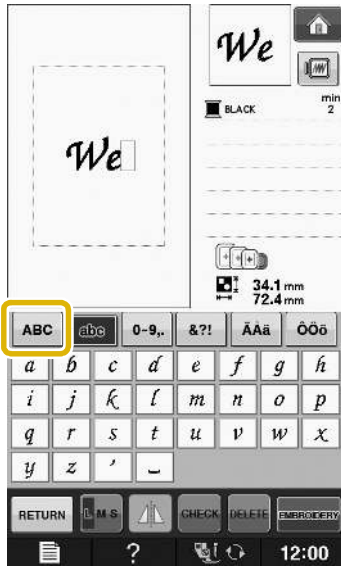 We
min
BLACK 2
We
34.1 mm
72.4 mm
ABC abc 0-9,. &?! ÄÀä ÔÖõ
a b c d e f g h
i j k l m n o p
q r s t u v w x
y z ' _
RETURN L M S CHECK DELETE EMBROIDERY
? 12:00